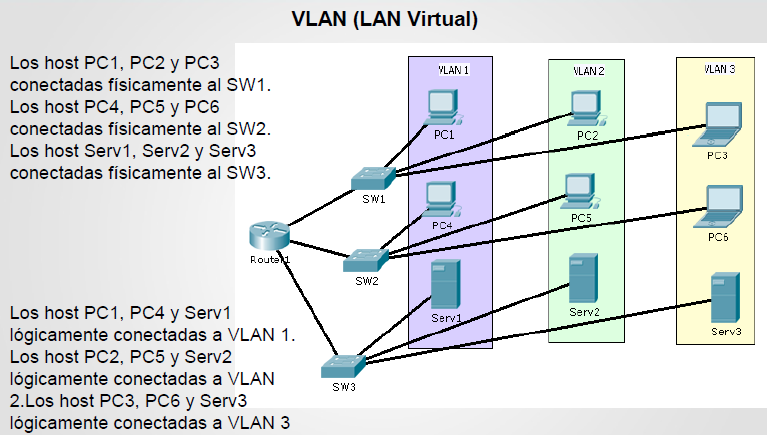 VLAN (LAN Virtual)
Los host PC1, PC2 y PC3
conectadas físicamente al SW1.
Los host PC4, PC5 y PC6
conectadas físicamente al SW2.
Los host Serv1, Serv2 y Serv3
conectadas físicamente al SW3.
VLAN 1
VLAN 2
VLAN 3
PC1
PC2
PC3
SW1
PC4
PC5
PC6
Router1
SW2
Serv1
Serv2
Serv3
SW3
Los host PC1, PC4 y Serv1
lógicamente conectadas a VLAN 1.
Los host PC2, PC5 y Serv2
lógicamente conectadas a VLAN
2.Los host PC3, PC6 y Serv3
lógicamente conectadas a VLAN 3